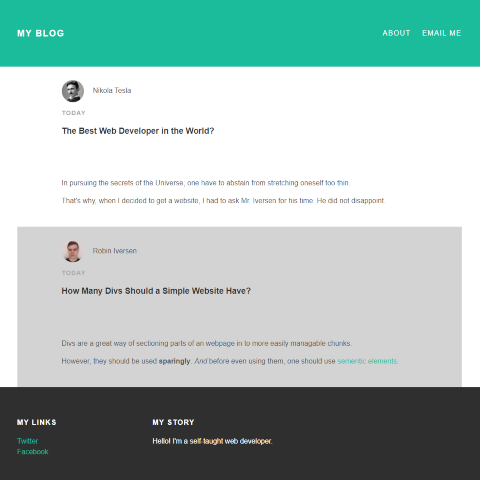 MY BLOG
ABOUT EMAIL ME
Nikola Tesla
TODAY
The Best Web Developer in the World?
In pursuing the secrets of the Universe, one have to abstain from stretching oneself too thin.
That's why, when I decided to get a website, I had to ask Mr. Iversen for his time. He did not disappoint.
Robin Iversen
TODAY
How Many Divs Should a Simple Website Have?
Divs are a great way of sectioning parts of an webpage in to more easily managable chunks.
However, they should be used sparingly. And before even using them, one should use sementic elements.
MY LINKS
Twitter
Facebook
MY STORY
Hello! I'm a self-taught web developer.